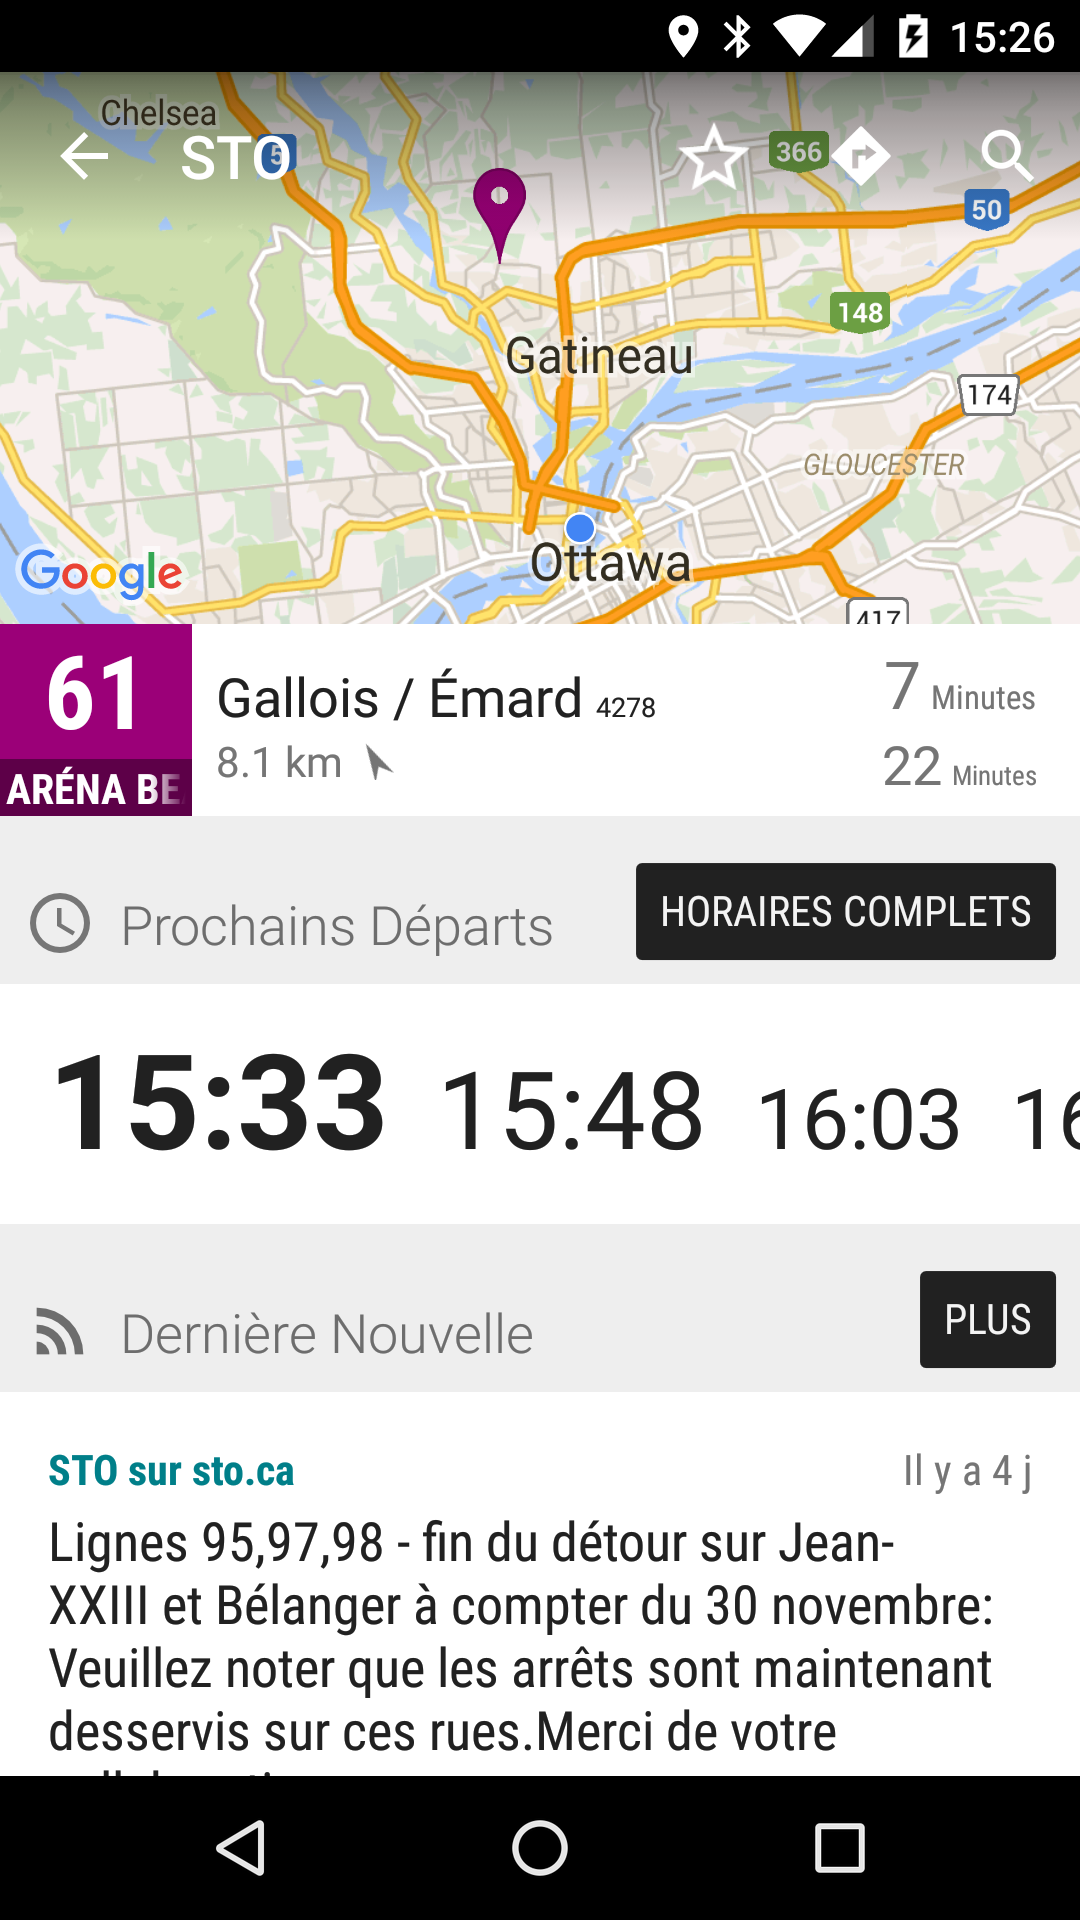 15:26
Chelsea
STO
5
366
50
148
Gatineau
174
GLOUCESTER
Google
Ottawa
417
61
ARÉNA BE
Gallois / Émard 4278
8.1 km
7 Minutes
22 Minutes
Prochains Départs
HORAIRES COMPLETS
15:33 15:48 16:03 16
Dernière Nouvelle
PLUS
STO sur sto.ca
Il y a 4 j
Lignes 95,97,98 - fin du détour sur Jean-
XXIII et Bélanger à compter du 30 novembre:
Veuillez noter que les arrêts sont maintenant
desservis sur ces rues.Merci de votre